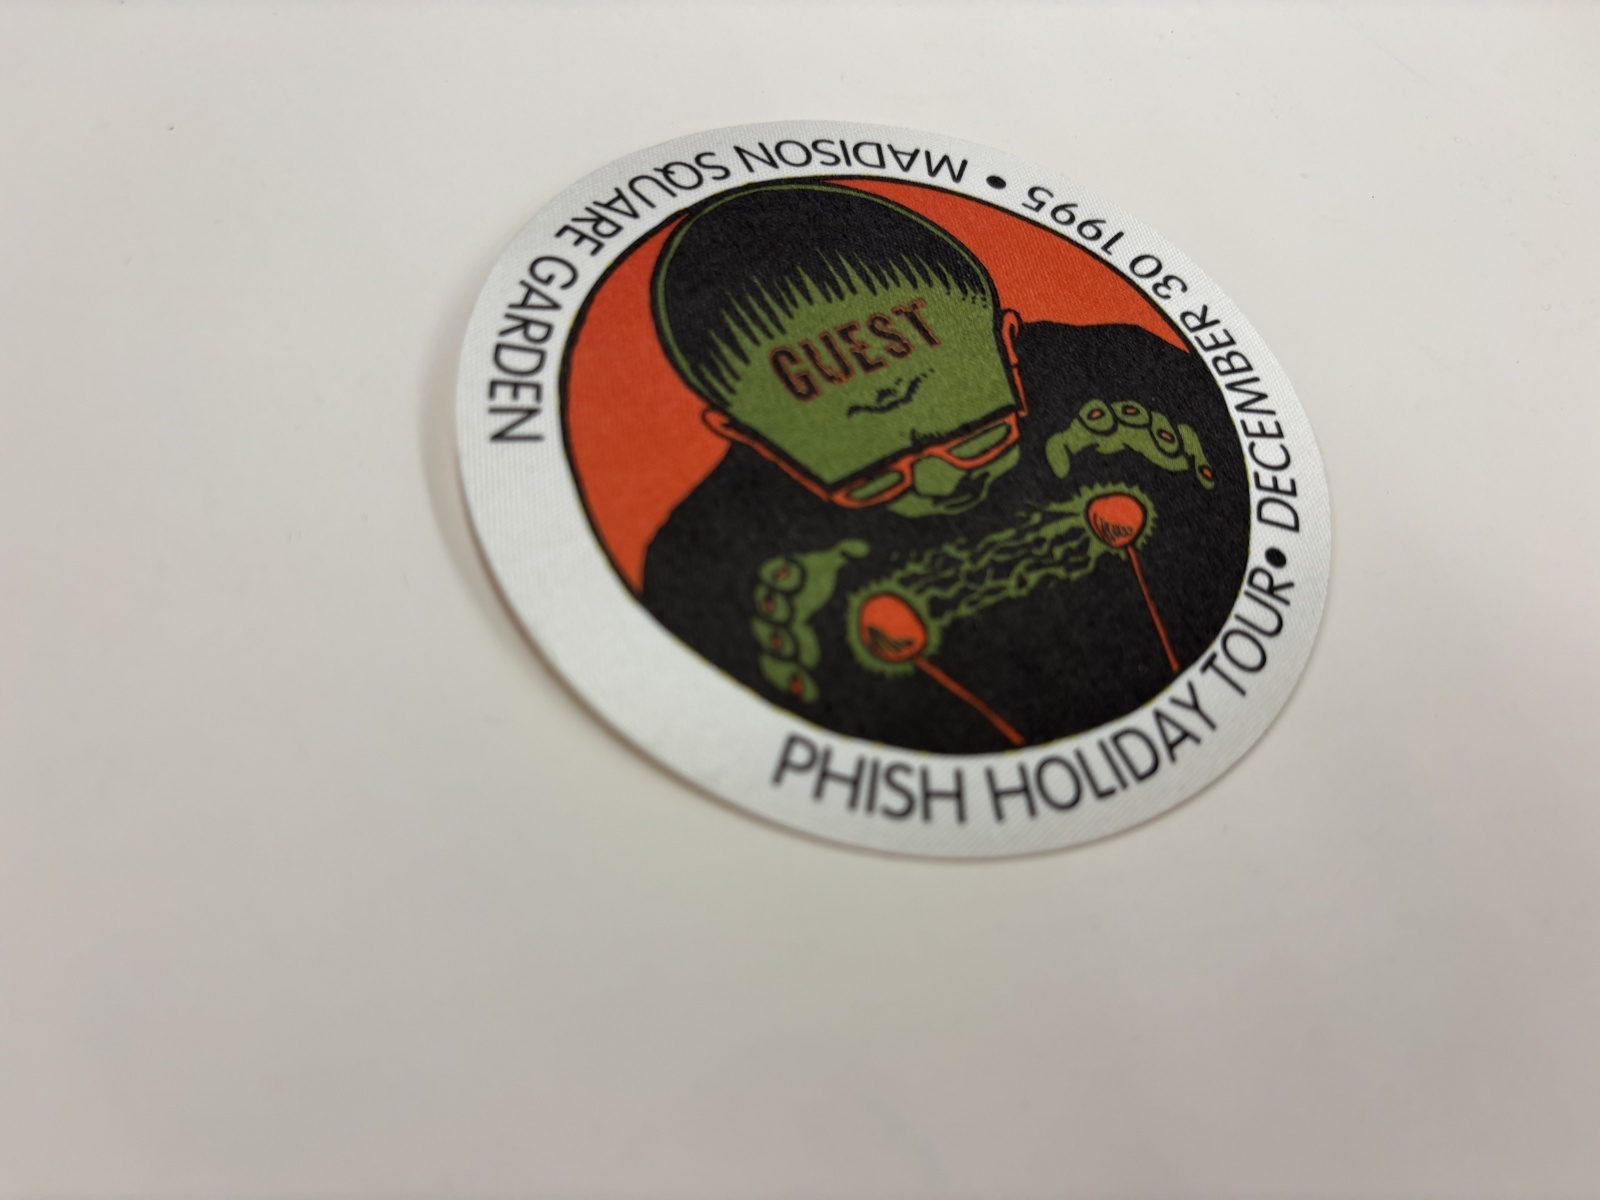 PHISH HOLIDAY TOUR • DECEMBER 30 1995 • MADISON SQUARE GARDEN
GUEST